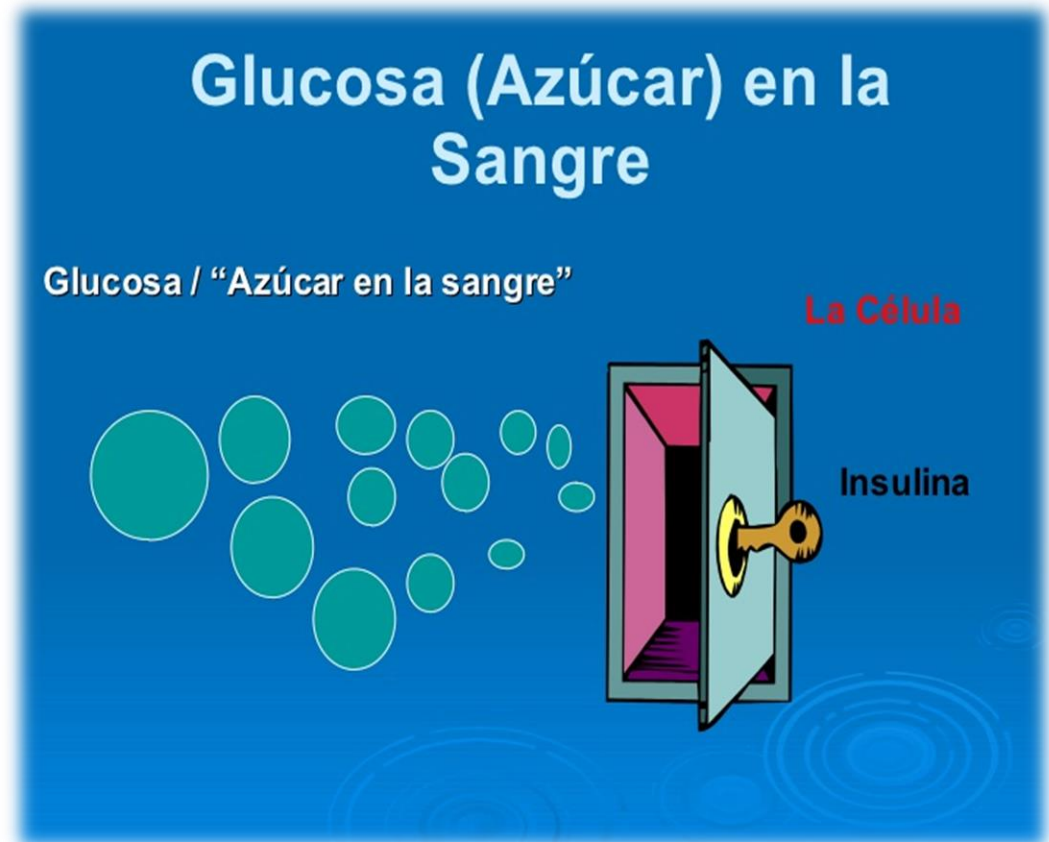 Glucosa (Azúcar) en la
Sangre
Glucosa / “Azúcar en la sangre”
La Célula
Insulina